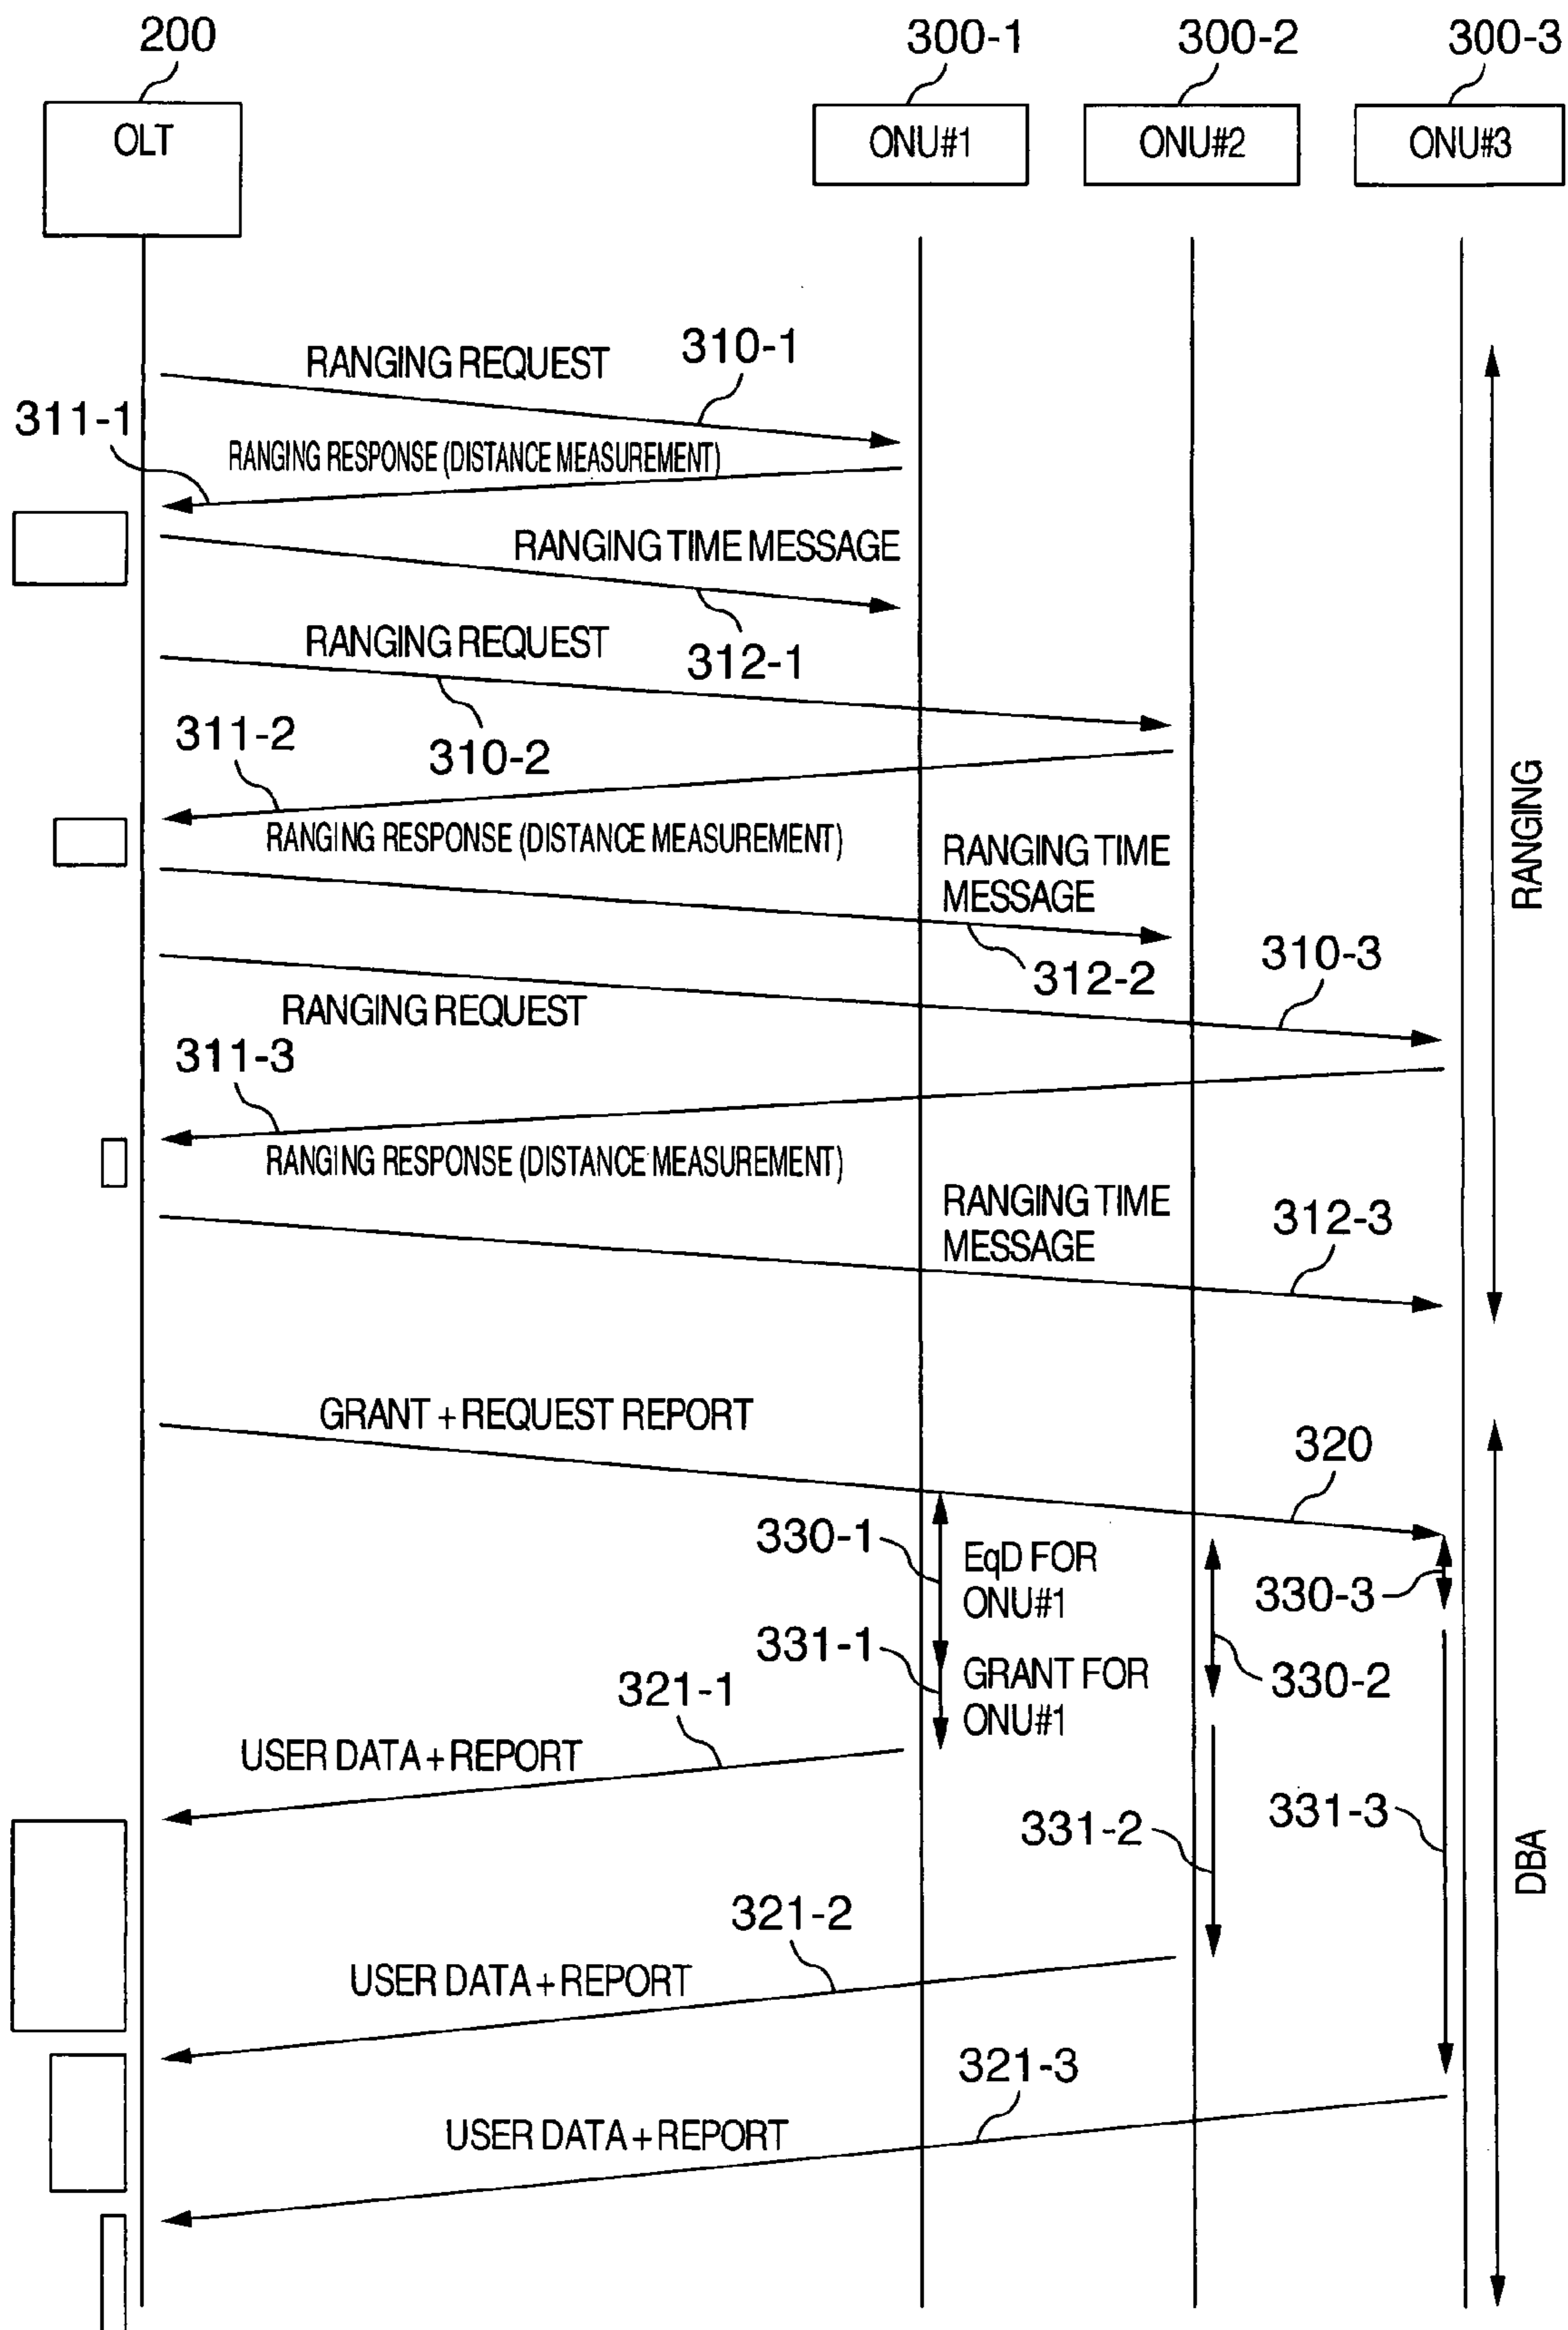 200
300-1
300-2
300-3
OLT
ONU#1
ONU#2
ONU#3
RANGING REQUEST
310-1
311-1
RANGING RESPONSE (DISTANCE MEASUREMENT)
RANGING TIME MESSAGE
312-1
RANGING REQUEST
310-2
311-2
RANGING RESPONSE (DISTANCE MEASUREMENT)
RANGING TIME
MESSAGE
312-2
310-3
RANGING REQUEST
311-3
RANGING RESPONSE (DISTANCE MEASUREMENT)
RANGING TIME
MESSAGE
312-3
RANGING
GRANT + REQUEST REPORT
320
330-1
EqD FOR
ONU#1
330-3
331-1
GRANT FOR
ONU#1
330-2
321-1
USER DATA + REPORT
331-2
331-3
DBA
321-2
USER DATA + REPORT
321-3
USER DATA + REPORT